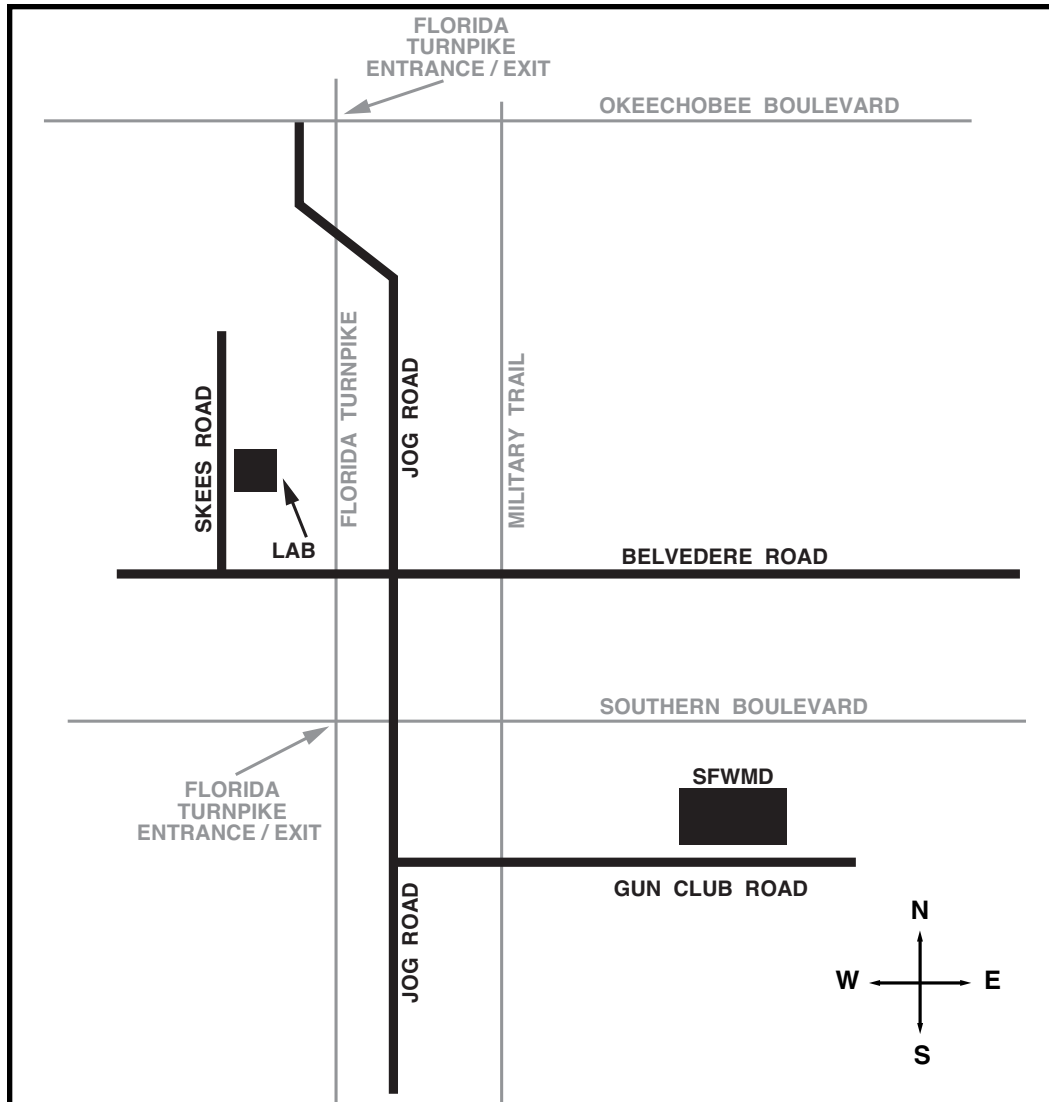 FLORIDA
TURNPIKE
ENTRANCE / EXIT
OKEECHOBEE BOULEVARD
SKEES ROAD
FLORIDA TURNPIKE
JOG ROAD
MILITARY TRAIL
LAB
BELVEDERE ROAD
SOUTHERN BOULEVARD
SFWMD
FLORIDA
TURNPIKE
ENTRANCE / EXIT
GUN CLUB ROAD
JOG ROAD
N
W
E
S